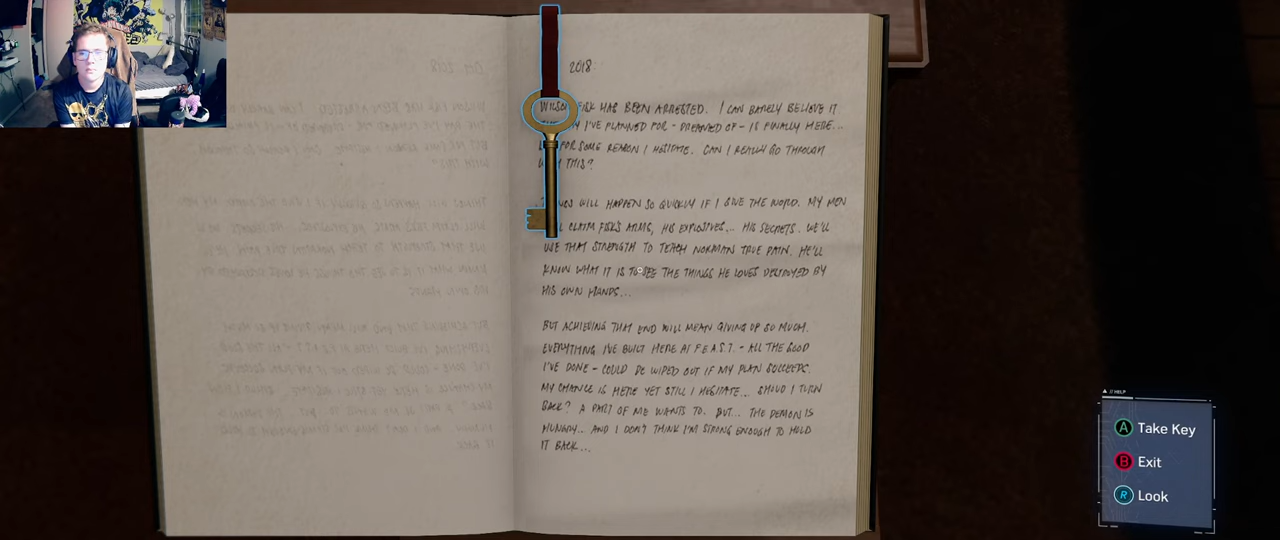 2018
WILSON FISK HAS BEEN ARRESTED. I CAN BARELY BELIEVE IT
I'VE PLANNED FOR - DREAMED OF - IS FINALLY HERE...
FOR SOME REASON I HESITATE. CAN I REALLY GO THROUGH
THIS?
WILL HAPPEN SO QUICKLY IF I GIVE THE WORD. MY MEN
CLAIM FISK'S ARMS, HIS EXPLOSIVES... HIS SECRETS. WE'LL
USE THAT STRENGTH TO TEACH NORMAN TRUE PAIN. HE'LL
KNOW WHAT IT IS TO SEE THE THINGS HE LOVES DESTROYED BY
HIS OWN HANDS...
BUT ACHIEVING THAT END WILL MEAN GIVING UP SO MUCH.
EVERYTHING I'VE BUILT HERE AT F.E.A.S.T. - ALL THE GOOD
I'VE DONE - COULD BE WIPED OUT IF MY PLAN SUCCEEDS.
MY CHANCE IS HERE YET STILL I HESITATE... SHOULD I TURN
BACK? A PART OF ME WANTS TO. BUT... THE DEMON IS
HUNGRY... AND I DON'T THINK I'M STRONG ENOUGH TO HOLD
IT BACK...
HELP
A Take Key
B Exit
R Look